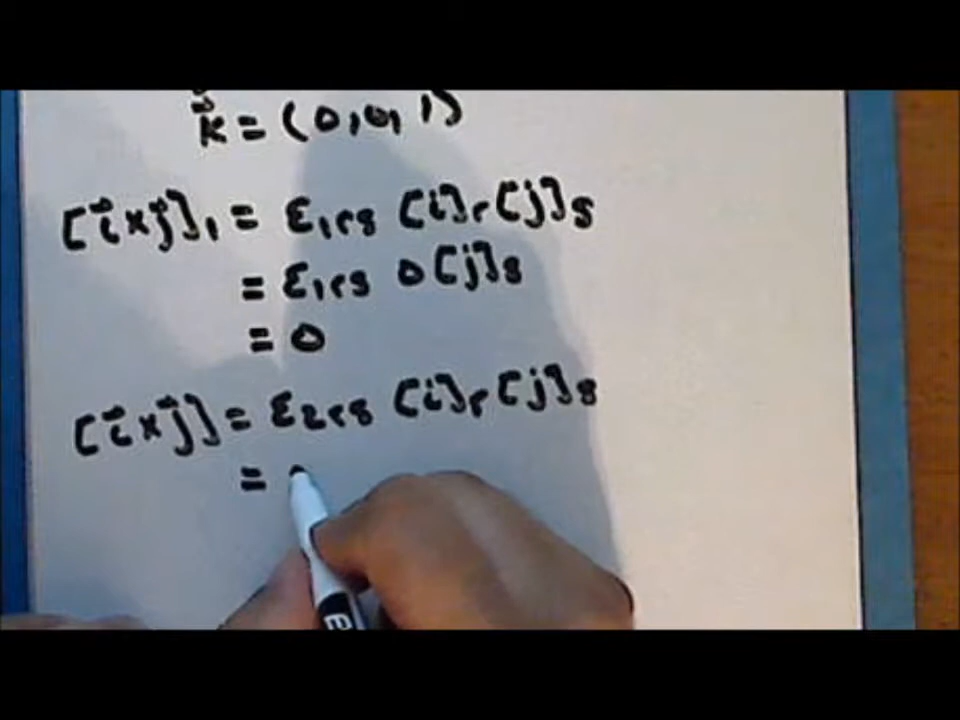 k⃗ = (0,0,1)
[i⃗×j⃗]₁ = ε₁ᵣₛ [i]ᵣ[j]ₛ
= ε₁ᵣₛ 0[j]ₛ
= 0
[i⃗×j⃗] = ε₂ᵣₛ [i]ᵣ[j]ₛ
=